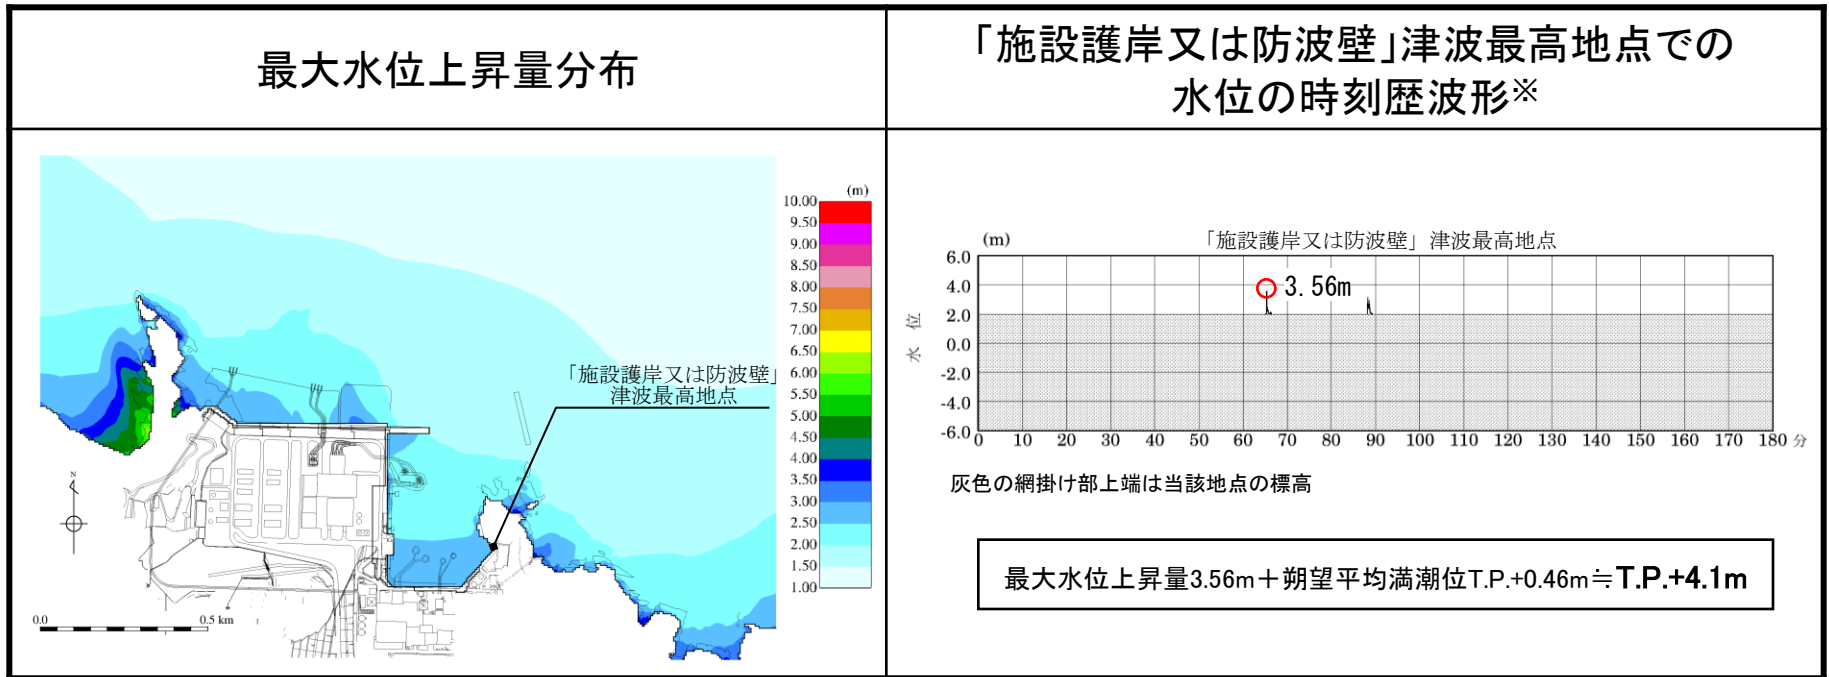 最大水位上昇量分布
「施設護岸又は防波壁」津波最高地点での
水位の時刻歴波形※
(m)
10.00
9.50
9.00
8.50
8.00
7.50
7.00
6.50
6.00
5.50
5.00
4.50
4.00
3.50
3.00
2.50
2.00
1.50
1.00
「施設護岸又は防波壁」
津波最高地点
N
0.0
0.5 km
(m)
「施設護岸又は防波壁」津波最高地点
6.0
4.0
2.0
0.0
-2.0
-4.0
-6.0
水 位
3.56m
0 10 20 30 40 50 60 70 80 90 100 110 120 130 140 150 160 170 180 分
灰色の網掛け部上端は当該地点の標高
最大水位上昇量3.56m＋朔望平均満潮位T.P.+0.46m≒T.P.+4.1m